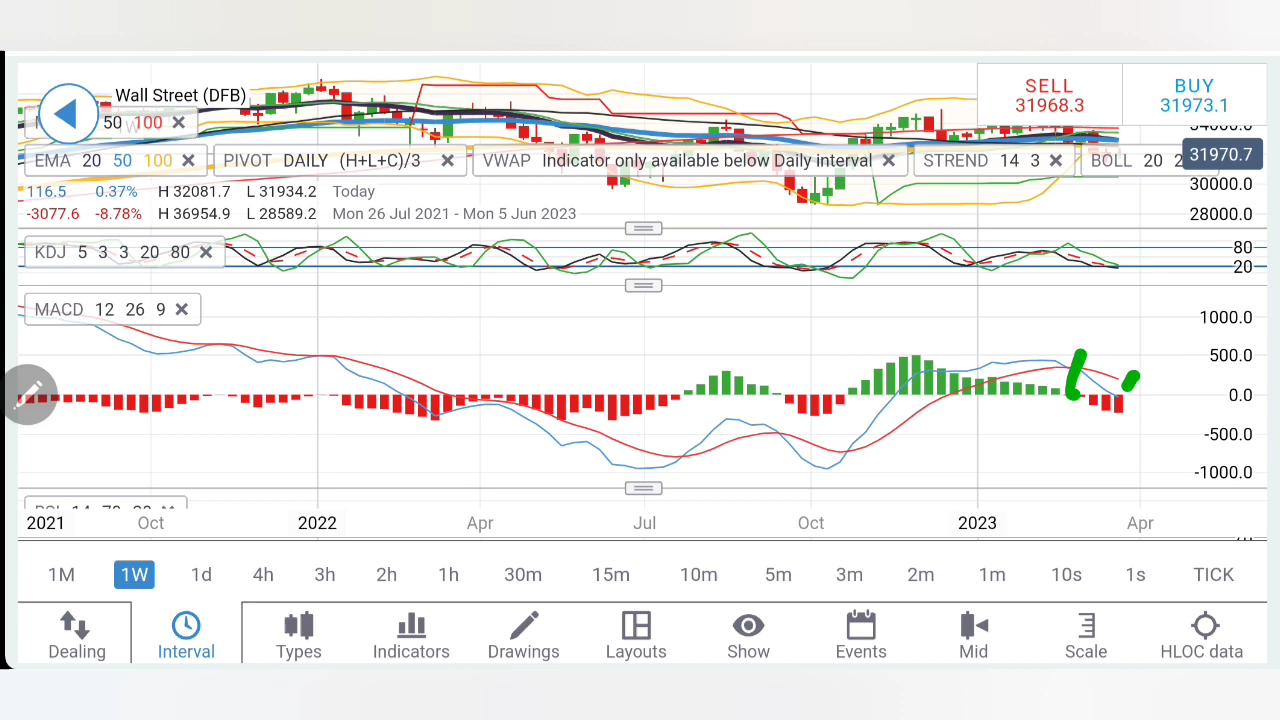 Wall Street (DFB)
SELL
31968.3
BUY
31973.1
50 100
34000.0
EMA 20 50 100
PIVOT DAILY (H+L+C)/3
VWAP Indicator only available below Daily interval
STREND 14 3
BOLL 20 2
31970.7
116.5 0.37% H 32081.7 L 31934.2 Today
30000.0
-3077.6 -8.78% H 36954.9 L 28589.2 Mon 26 Jul 2021 - Mon 5 Jun 2023
28000.0
KDJ 5 3 3 20 80
80
20
MACD 12 26 9
1000.0
500.0
0.0
-500.0
-1000.0
2021 Oct 2022 Apr Jul Oct 2023 Apr
1M 1W 1d 4h 3h 2h 1h 30m 15m 10m 5m 3m 2m 1m 10s 1s TICK
Dealing Interval Types Indicators Drawings Layouts Show Events Mid Scale HLOC data